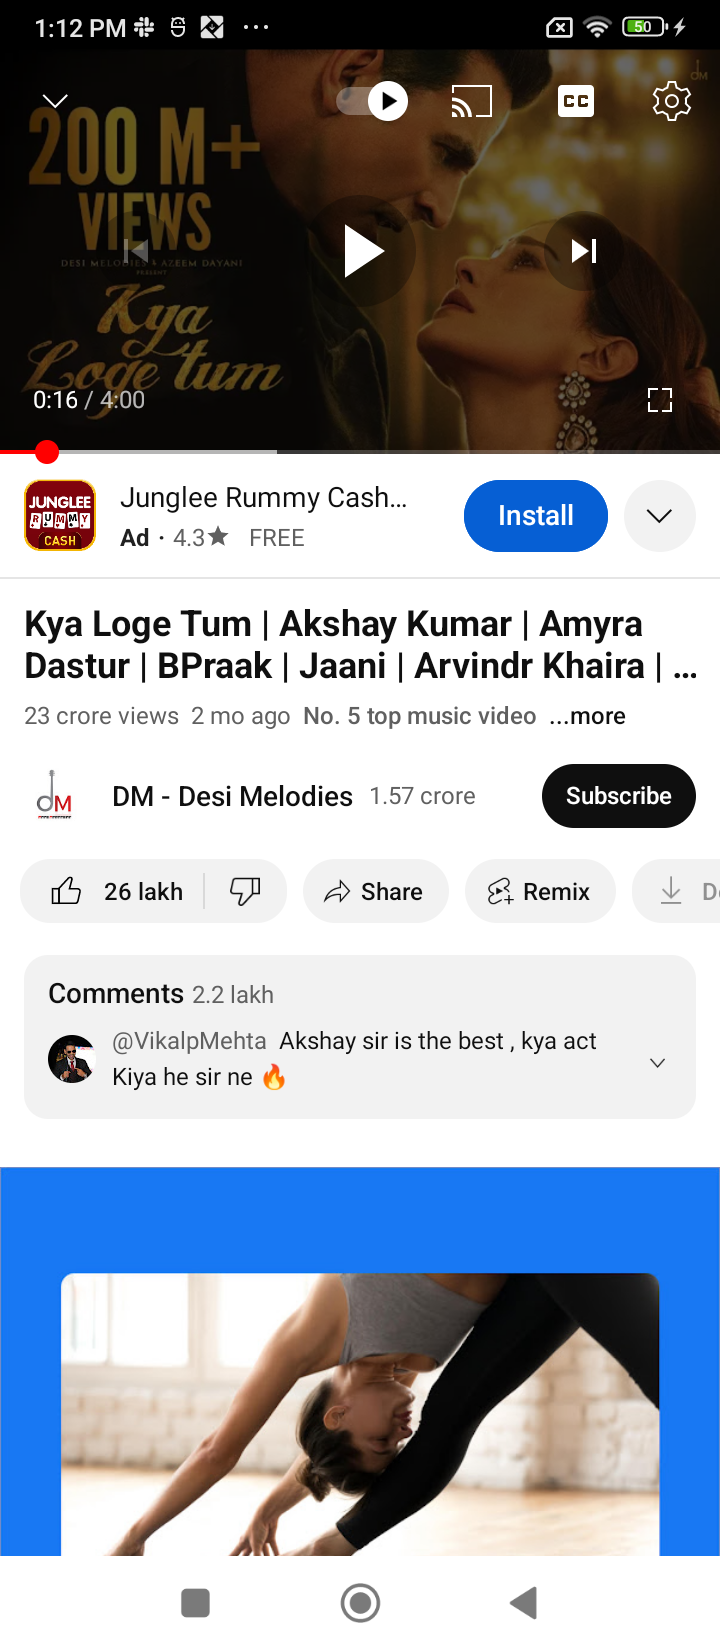 1:12 PM
50
200 M+
VIEWS
DESI MELODIES & AZEEM DAYANI
PRESENT
Kya
Loge tum
DM
CC
0:16 / 4:00
JUNGLEE
RUMMY
CASH
Junglee Rummy Cash...
Ad · 4.3★ FREE
Install
Kya Loge Tum | Akshay Kumar | Amyra
Dastur | BPraak | Jaani | Arvindr Khaira | ...
23 crore views 2 mo ago No. 5 top music video ...more
dM
DM - Desi Melodies 1.57 crore
Subscribe
26 lakh
Share
Remix
Comments 2.2 lakh
@VikalpMehta Akshay sir is the best , kya act
Kiya he sir ne 🔥